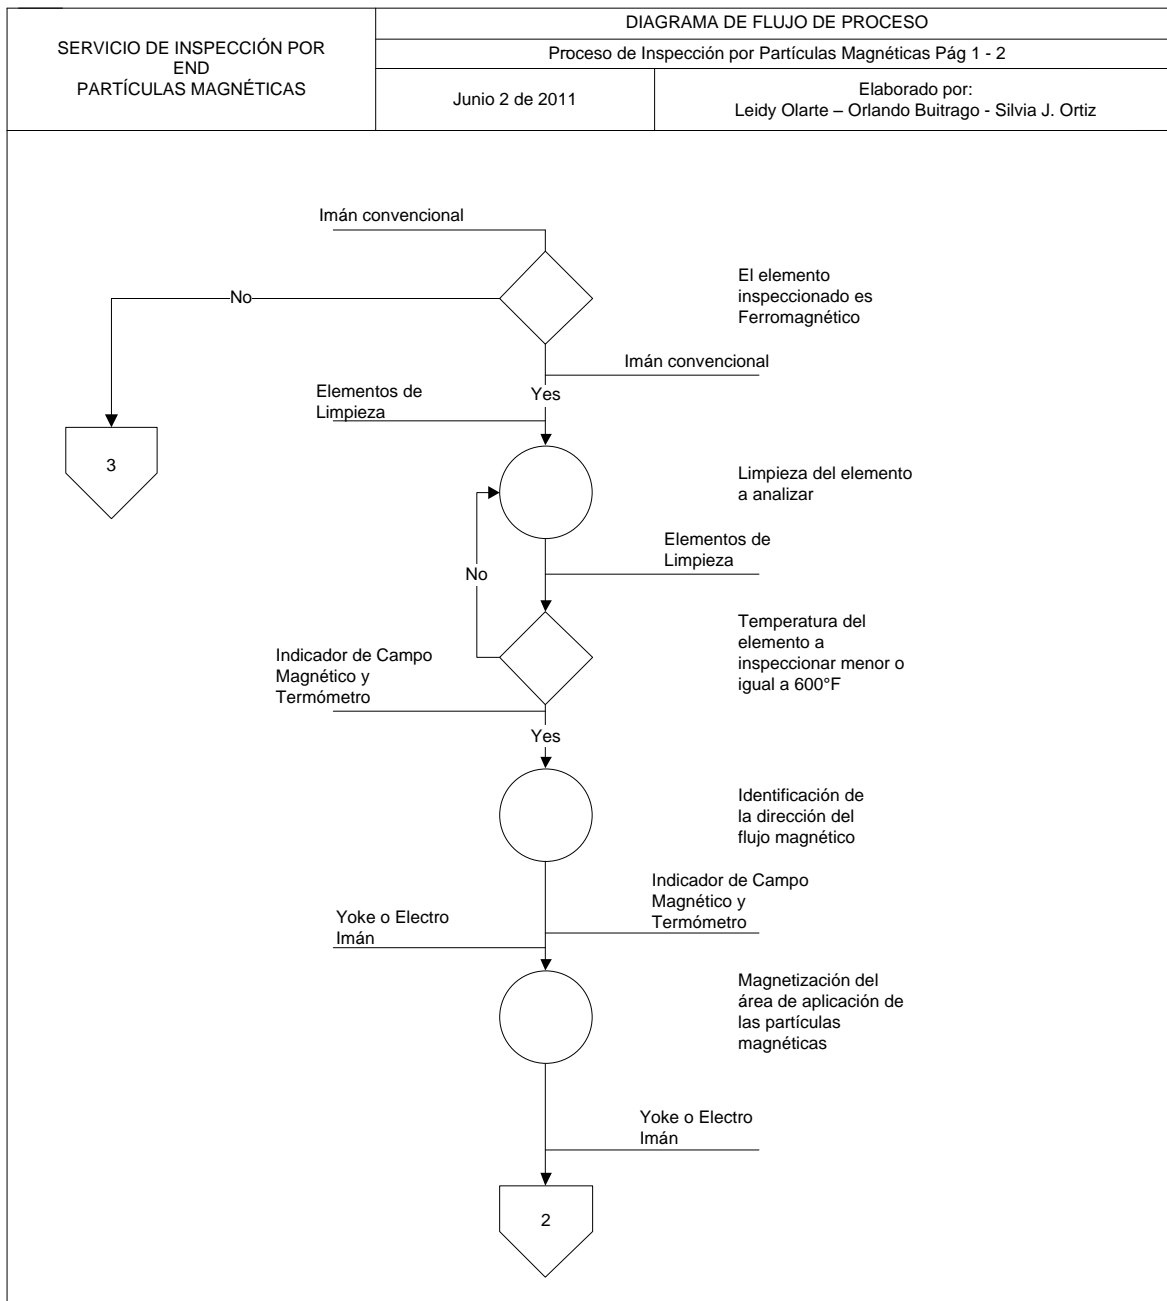 SERVICIO DE INSPECCIÓN POR
END
PARTÍCULAS MAGNÉTICAS
DIAGRAMA DE FLUJO DE PROCESO
Proceso de Inspección por Partículas Magnéticas Pág 1 - 2
Junio 2 de 2011
Elaborado por:
Leidy Olarte – Orlando Buitrago - Silvia J. Ortiz
Imán convencional
El elemento
inspeccionado es
Ferromagnético
No
Imán convencional
Yes
Elementos de
Limpieza
3
Limpieza del elemento
a analizar
Elementos de
Limpieza
No
Temperatura del
elemento a
inspeccionar menor o
igual a 600°F
Indicador de Campo
Magnético y
Termómetro
Yes
Identificación de
la dirección del
flujo magnético
Indicador de Campo
Magnético y
Termómetro
Yoke o Electro
Imán
Magnetización del
área de aplicación de
las partículas
magnéticas
Yoke o Electro
Imán
2